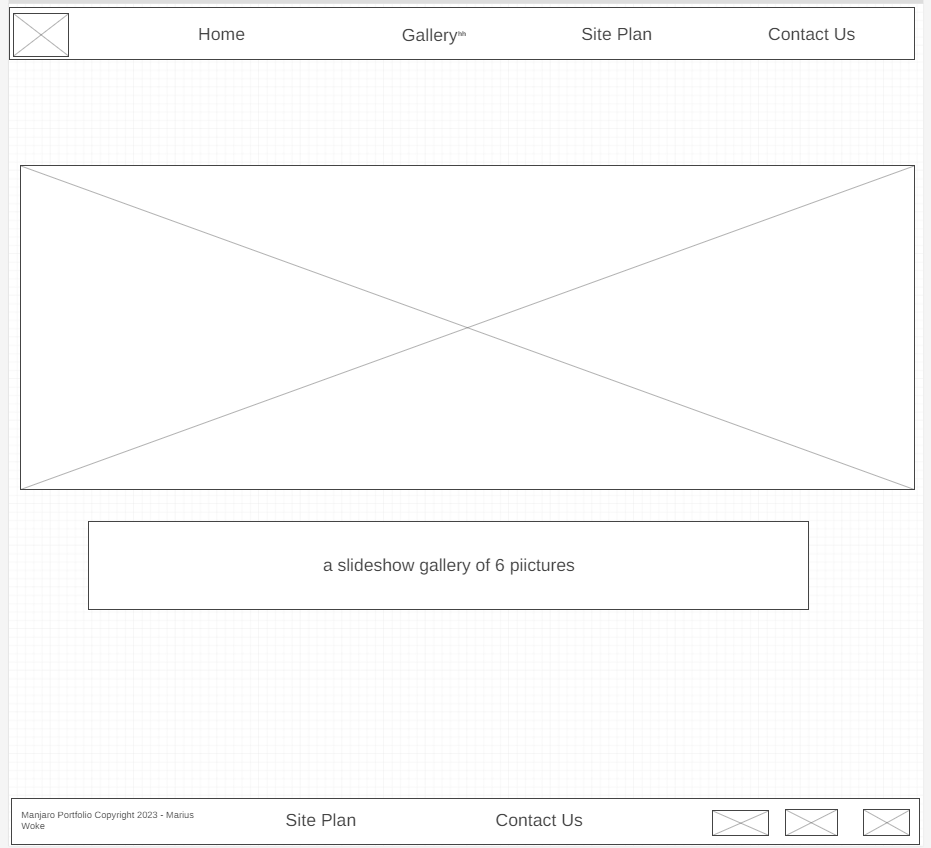 Home Gallery Site Plan Contact Us
a slideshow gallery of 6 piictures
Manjaro Portfolio Copyright 2023 - Marius
Woke
Site Plan Contact Us